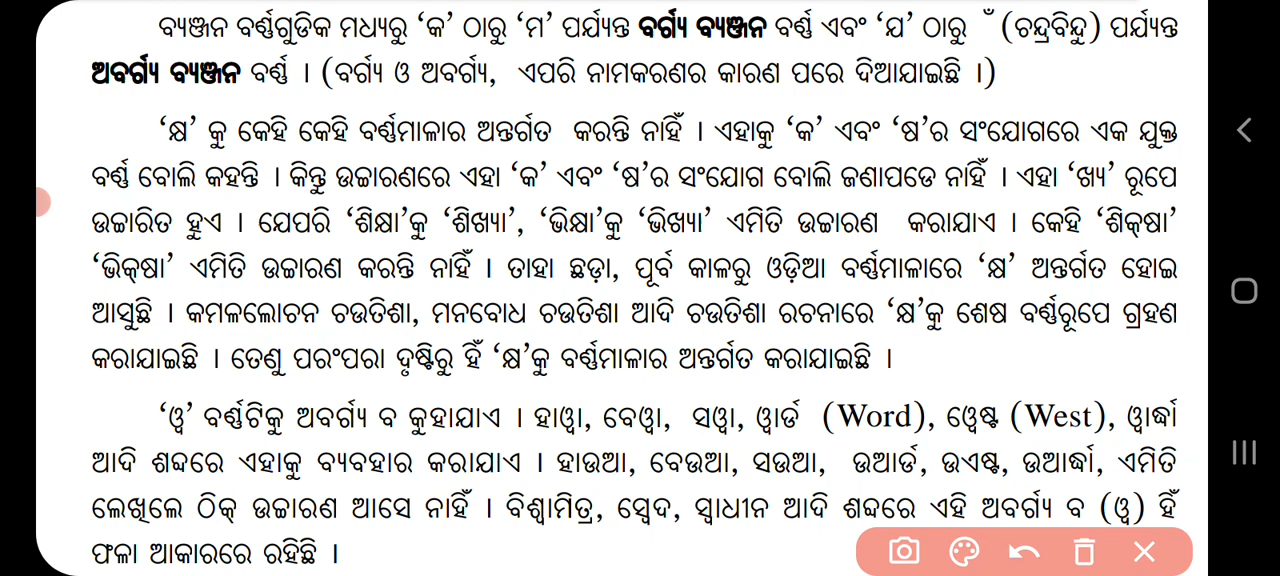 ବ୍ୟଞ୍ଜନ ବର୍ଣ୍ଣଗୁଡିକ ମଧ୍ୟରୁ ‘କ’ ଠାରୁ ‘ମ’ ପର୍ଯ୍ୟନ୍ତ ବର୍ଗ୍ୟ ବ୍ୟଞ୍ଜନ ବର୍ଣ୍ଣ ଏବଂ ‘ଯ’ ଠାରୁ ଁ (ଚନ୍ଦ୍ରବିନ୍ଦୁ) ପର୍ଯ୍ୟନ୍ତ
ଅବର୍ଗ୍ୟ ବ୍ୟଞ୍ଜନ ବର୍ଣ୍ଣ । (ବର୍ଗ୍ୟ ଓ ଅବର୍ଗ୍ୟ, ଏପରି ନାମକରଣର କାରଣ ପରେ ଦିଆଯାଇଛି ।)
‘କ୍ଷ’ କୁ କେହି କେହି ବର୍ଣ୍ଣମାଳାର ଅନ୍ତର୍ଗତ କରନ୍ତି ନାହିଁ । ଏହାକୁ ‘କ’ ଏବଂ ‘ଷ’ର ସଂଯୋଗରେ ଏକ ଯୁକ୍ତ
ବର୍ଣ୍ଣ ବୋଲି କହନ୍ତି । କିନ୍ତୁ ଉଚ୍ଚାରଣରେ ଏହା ‘କ’ ଏବଂ ‘ଷ’ର ସଂଯୋଗ ବୋଲି ଜଣାପଡେ ନାହିଁ । ଏହା ‘ଖ୍ୟ’ ରୂପେ
ଉଚ୍ଚାରିତ ହୁଏ । ଯେପରି ‘ଶିକ୍ଷା’କୁ ‘ଶିଖ୍ୟା’, ‘ଭିକ୍ଷା’କୁ ‘ଭିଖ୍ୟା’ ଏମିତି ଉଚ୍ଚାରଣ କରାଯାଏ । କେହି ‘ଶିକ୍‌ଷା’
‘ଭିକ୍‌ଷା’ ଏମିତି ଉଚ୍ଚାରଣ କରନ୍ତି ନାହିଁ । ତାହା ଛଡ଼ା, ପୂର୍ବ କାଳରୁ ଓଡ଼ିଆ ବର୍ଣ୍ଣମାଳାରେ ‘କ୍ଷ’ ଅନ୍ତର୍ଗତ ହୋଇ
ଆସୁଛି । କମଳଲୋଚନ ଚଉତିଶା, ମନବୋଧ ଚଉତିଶା ଆଦି ଚଉତିଶା ରଚନାରେ ‘କ୍ଷ’କୁ ଶେଷ ବର୍ଣ୍ଣରୂପେ ଗ୍ରହଣ
କରାଯାଇଛି । ତେଣୁ ପରଂପରା ଦୃଷ୍ଟିରୁ ହିଁ ‘କ୍ଷ’କୁ ବର୍ଣ୍ଣମାଳାର ଅନ୍ତର୍ଗତ କରାଯାଇଛି ।
‘ଓ୍ବ’ ବର୍ଣ୍ଣଟିକୁ ଅବର୍ଗ୍ୟ ବ କୁହାଯାଏ । ହାଓ୍ବା, ବେଓ୍ବା, ସଓ୍ବା, ଓ୍ବାର୍ଡ (Word), ଓ୍ବେଷ୍ଟ (West), ଓ୍ବାର୍ଦ୍ଧା
ଆଦି ଶବ୍ଦରେ ଏହାକୁ ବ୍ୟବହାର କରାଯାଏ । ହାଉଆ, ବେଉଆ, ସଉଆ, ଉଆର୍ଡ, ଉଏଷ୍ଟ, ଉଆର୍ଦ୍ଧା, ଏମିତି
ଲେଖିଲେ ଠିକ୍ ଉଚ୍ଚାରଣ ଆସେ ନାହିଁ । ବିଶ୍ୱାମିତ୍ର, ସ୍ୱେଦ, ସ୍ୱାଧୀନ ଆଦି ଶବ୍ଦରେ ଏହି ଅବର୍ଗ୍ୟ ବ (ଓ୍ବ) ହିଁ
ଫଳା ଆକାରରେ ରହିଛି ।